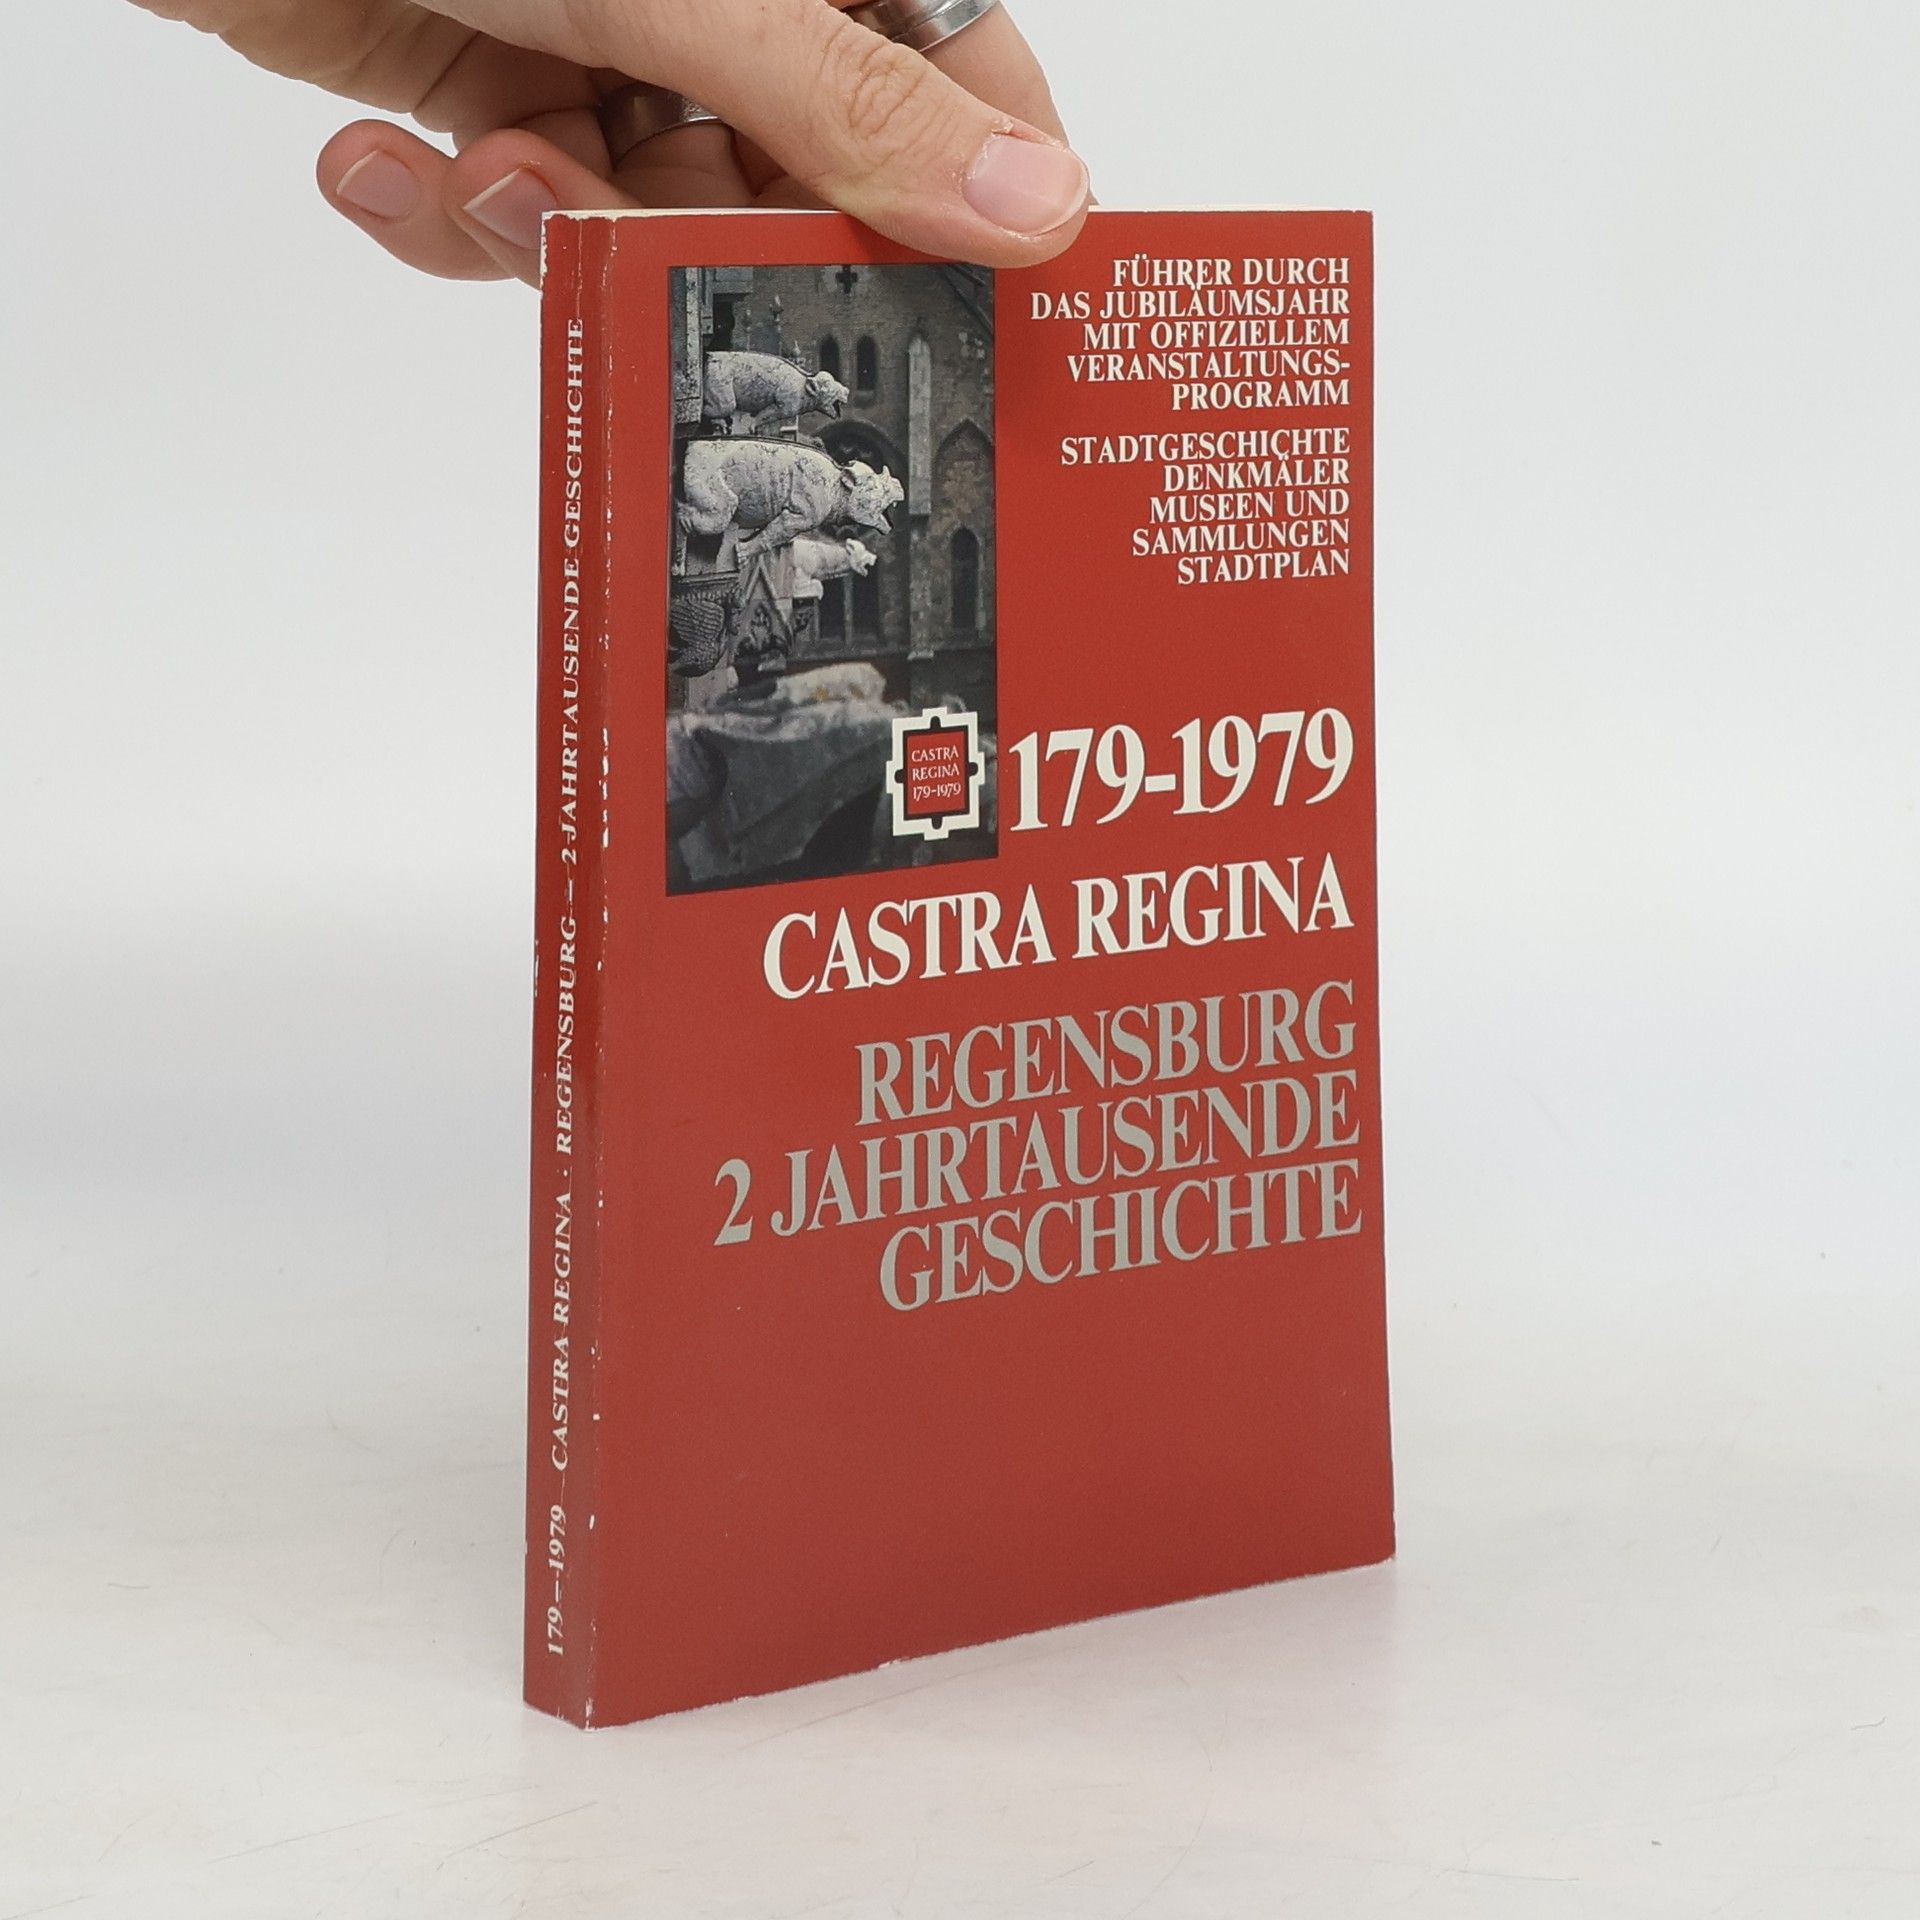 FÜHRER DURCH
DAS JUBILÄUMSJAHR
MIT OFFIZIELLEM
VERANSTALTUNGS-
PROGRAMM
STADTGESCHICHTE
DENKMÄLER
MUSEEN UND
SAMMLUNGEN
STADTPLAN
CASTRA
REGINA
179-1979
179-1979
CASTRA REGINA
REGENSBURG
2 JAHRTAUSENDE
GESCHICHTE
179–1979 CASTRA REGINA · REGENSBURG – 2 JAHRTAUSENDE GESCHICHTE